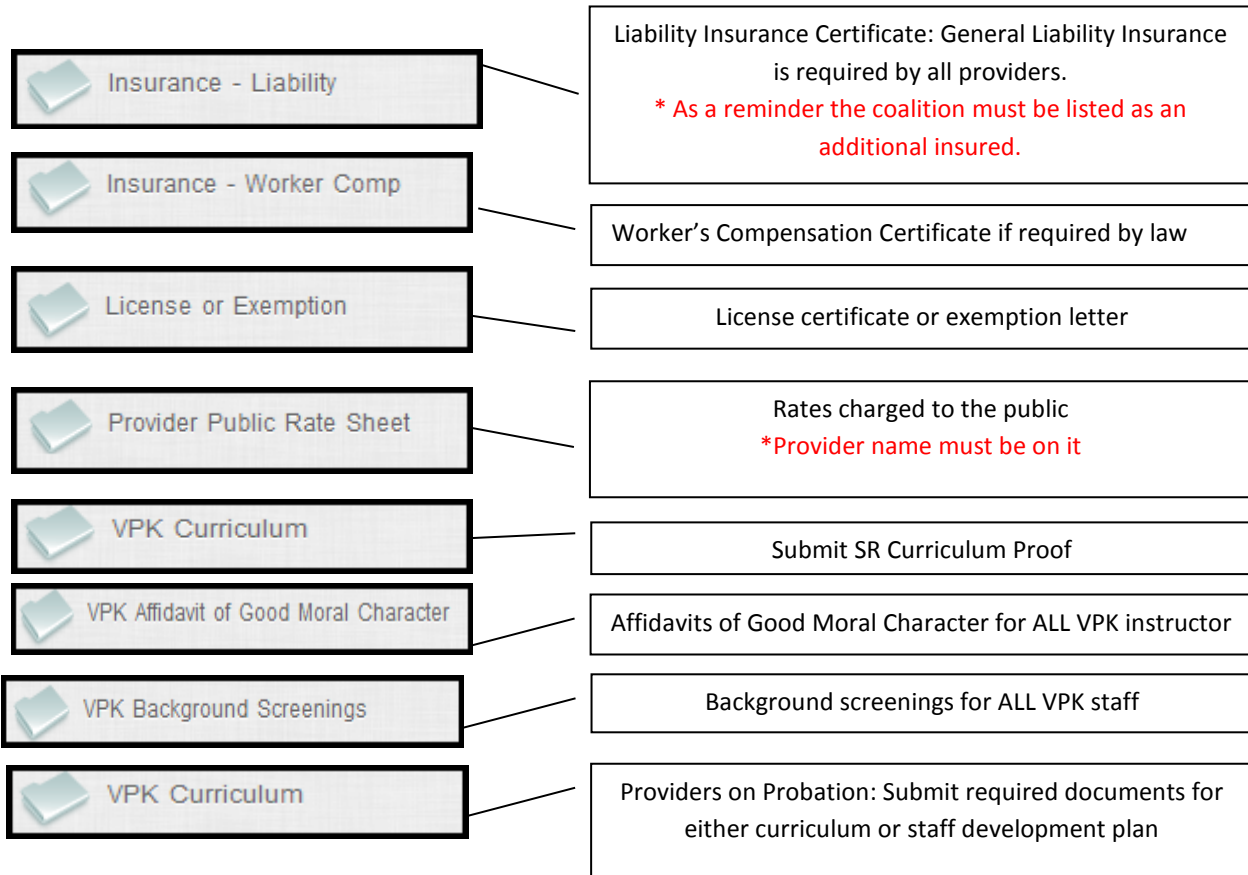 Insurance - Liability
Liability Insurance Certificate: General Liability Insurance
is required by all providers.
* As a reminder the coalition must be listed as an
additional insured.
Insurance - Worker Comp
Worker’s Compensation Certificate if required by law
License or Exemption
License certificate or exemption letter
Provider Public Rate Sheet
Rates charged to the public
*Provider name must be on it
VPK Curriculum
Submit SR Curriculum Proof
VPK Affidavit of Good Moral Character
Affidavits of Good Moral Character for ALL VPK instructor
VPK Background Screenings
Background screenings for ALL VPK staff
VPK Curriculum
Providers on Probation: Submit required documents for
either curriculum or staff development plan